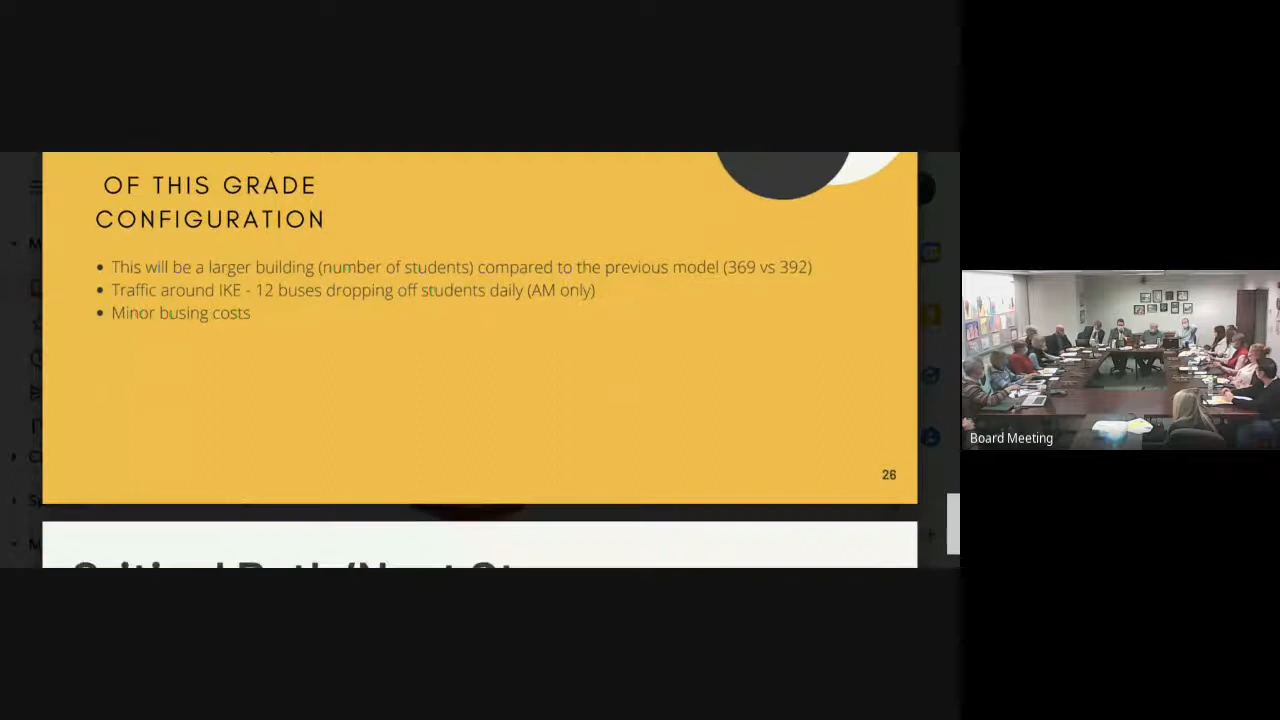 OF THIS GRADE
CONFIGURATION
• This will be a larger building (number of students) compared to the previous model (369 vs 392)
• Traffic around IKE - 12 buses dropping off students daily (AM only)
• Minor busing costs
26
Board Meeting